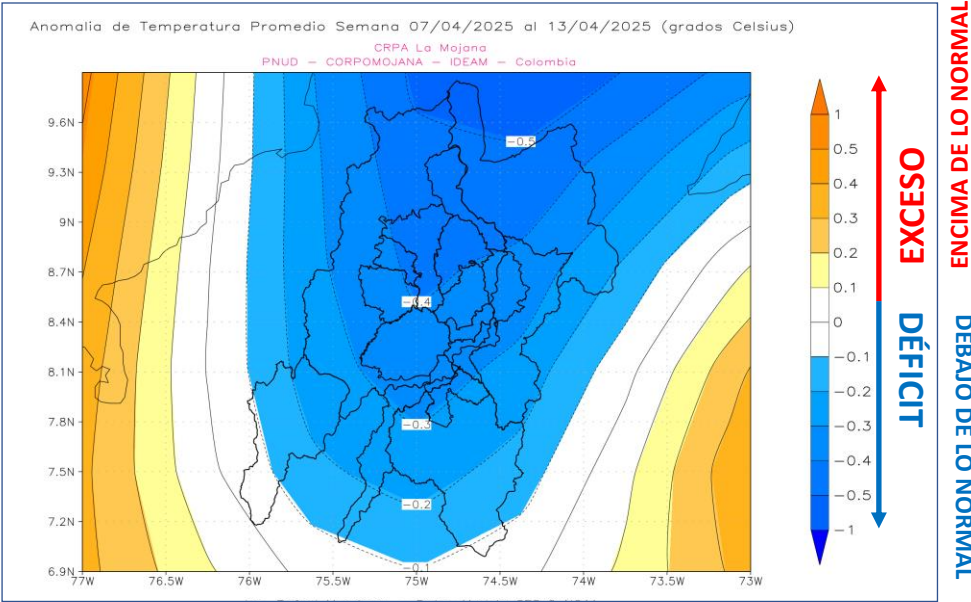 Anomalia de Temperatura Promedio Semana 07/04/2025 al 13/04/2025 (grados Celsius)
CRPA La Mojana
PNUD – CORPOMOJANA – IDEAM – Colombia
9.6N
9.3N
9N
8.7N
8.4N
8.1N
7.8N
7.5N
7.2N
6.9N
77W
76.5W
76W
75.5W
75W
74.5W
74W
73.5W
73W
−0.5
−0.4
−0.3
−0.2
−0.1
1
0.5
0.4
0.3
0.2
0.1
0
−0.1
−0.2
−0.3
−0.4
−0.5
−1
EXCESO
DÉFICIT
ENCIMA DE LO NORMAL
DEBAJO DE LO NORMAL